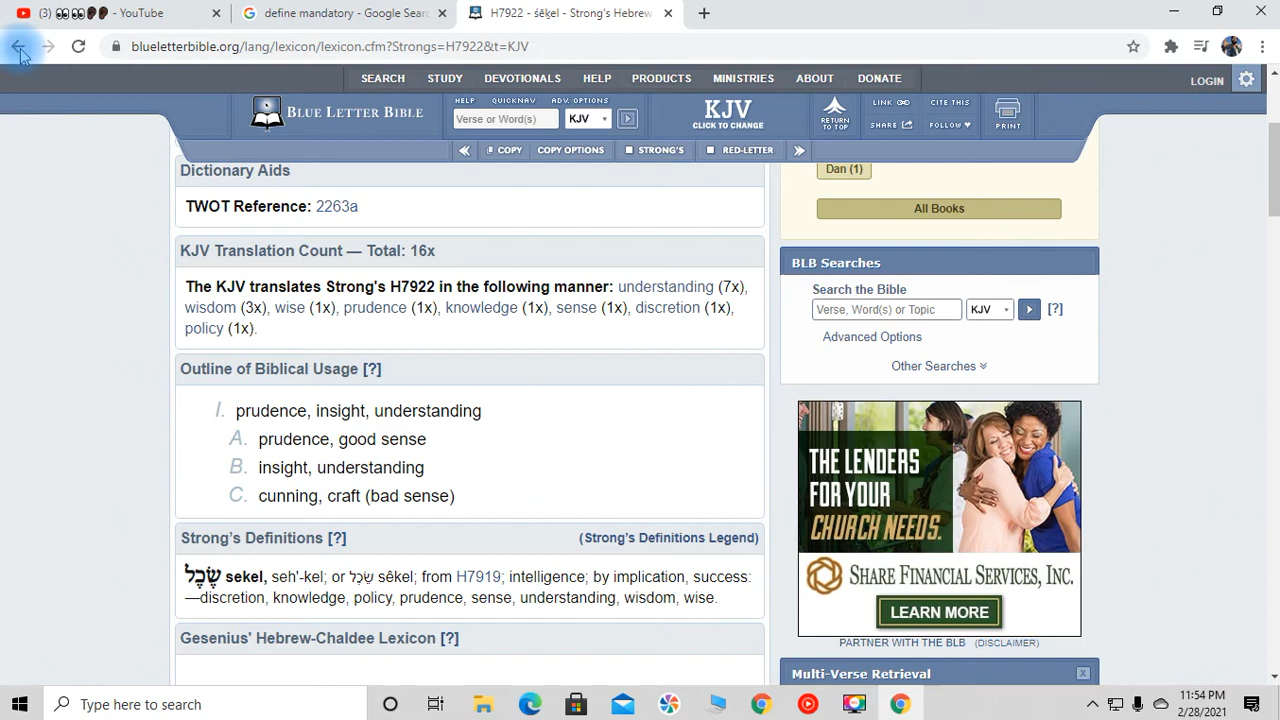 (3) 👀👀👂🏿👂🏿 - YouTube
define mandatory - Google Sear
H7922 - śēḵel - Strong's Hebrew
blueletterbible.org/lang/lexicon/lexicon.cfm?Strongs=H7922&t=KJV
SEARCH STUDY DEVOTIONALS HELP PRODUCTS MINISTRIES ABOUT DONATE LOGIN
BLUE LETTER BIBLE
HELP QUICKNAV ADV. OPTIONS
Verse or Word(s) KJV
KJV
CLICK TO CHANGE
RETURN
TO TOP
LINK
SHARE
CITE THIS
FOLLOW
PRINT
COPY COPY OPTIONS STRONG'S RED-LETTER
Dictionary Aids
TWOT Reference: 2263a
KJV Translation Count — Total: 16x
The KJV translates Strong's H7922 in the following manner: understanding (7x),
wisdom (3x), wise (1x), prudence (1x), knowledge (1x), sense (1x), discretion (1x),
policy (1x).
Outline of Biblical Usage [?]
I. prudence, insight, understanding
A. prudence, good sense
B. insight, understanding
C. cunning, craft (bad sense)
Strong's Definitions [?] (Strong's Definitions Legend)
שֶׂכֶל sekel, seh'-kel; or שֵׂכֶל sêkel; from H7919; intelligence; by implication, success:
—discretion, knowledge, policy, prudence, sense, understanding, wisdom, wise.
Gesenius' Hebrew-Chaldee Lexicon [?]
Dan (1)
All Books
BLB Searches
Search the Bible
Verse, Word(s) or Topic KJV [?]
Advanced Options
Other Searches
THE LENDERS
FOR YOUR
CHURCH NEEDS.
SHARE FINANCIAL SERVICES, INC.
LEARN MORE
PARTNER WITH THE BLB (DISCLAIMER)
Multi-Verse Retrieval x
Type here to search
11:54 PM
2/28/2021